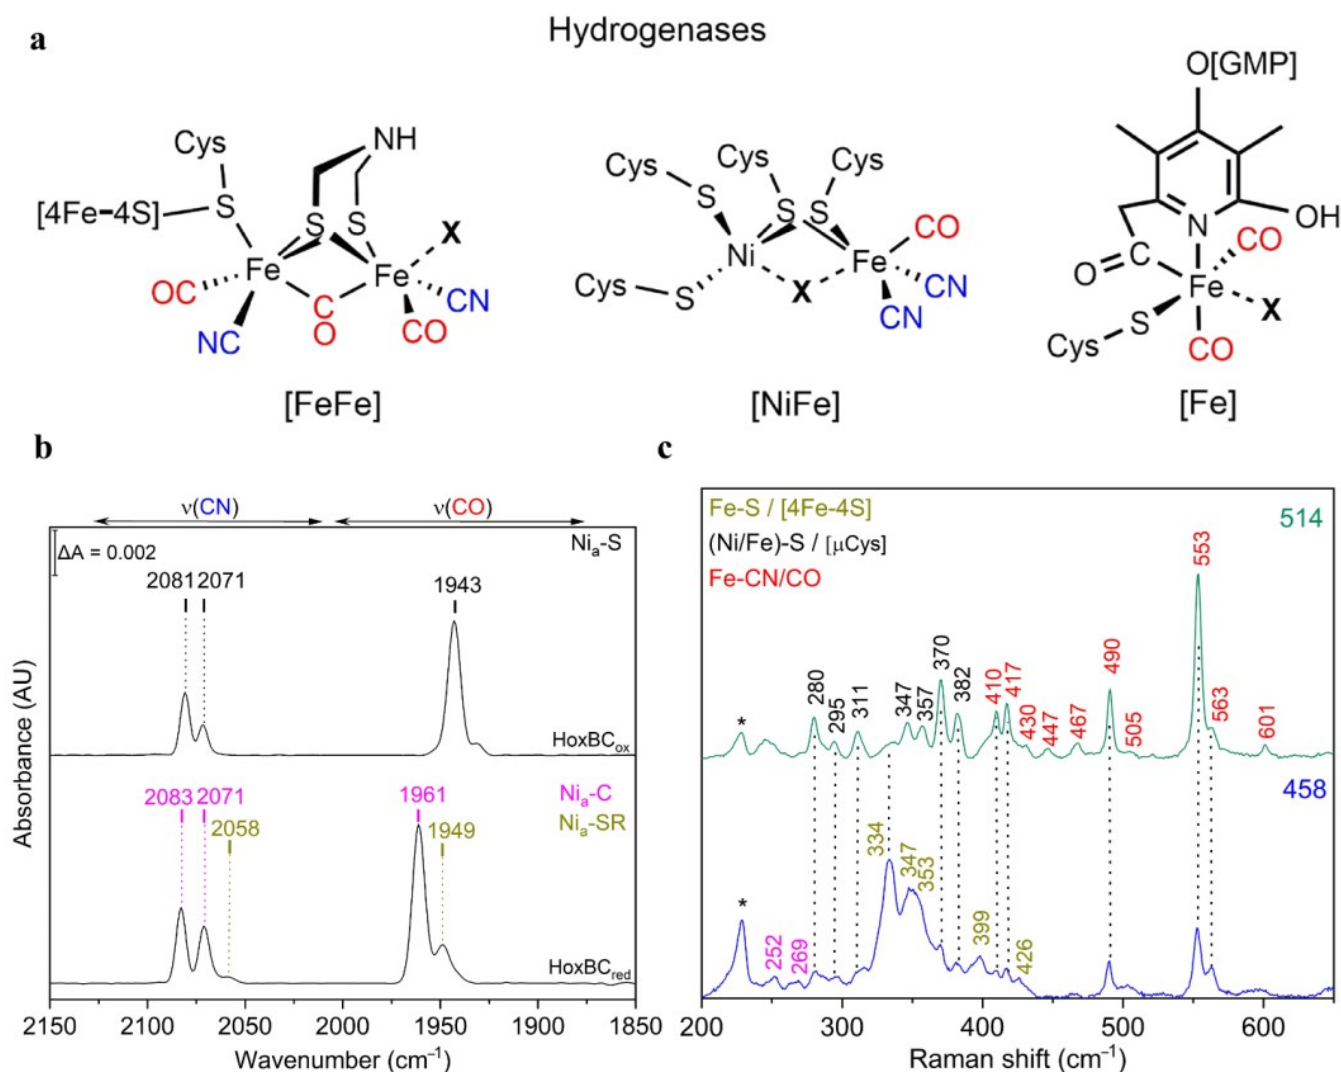 a
Hydrogenases
Cys
NH
[4Fe-4S]
S
S
S
X
Fe
Fe
OC
CN
NC
C
O
CO
[FeFe]
Cys
Cys
Cys
S
S
S
CO
Ni
Fe
X
CN
Cys
S
CN
[NiFe]
O[GMP]
N
OH
CO
O
C
Fe
X
S
Cys
CO
[Fe]
b
ν(CN)
ν(CO)
ΔA = 0.002
Niₐ-S
2081
2071
1943
HoxBCₒₓ
2083
2071
2058
1961
1949
Niₐ-C
Niₐ-SR
HoxBC_red
Absorbance (AU)
2150
2100
2050
2000
1950
1900
1850
Wavenumber (cm⁻¹)
c
Fe-S / [4Fe-4S]
(Ni/Fe)-S / [μCys]
Fe-CN/CO
514
*
280
295
311
347
357
370
382
410
417
430
447
467
490
505
553
563
601
458
*
252
269
334
347
353
399
426
200
300
400
500
600
Raman shift (cm⁻¹)